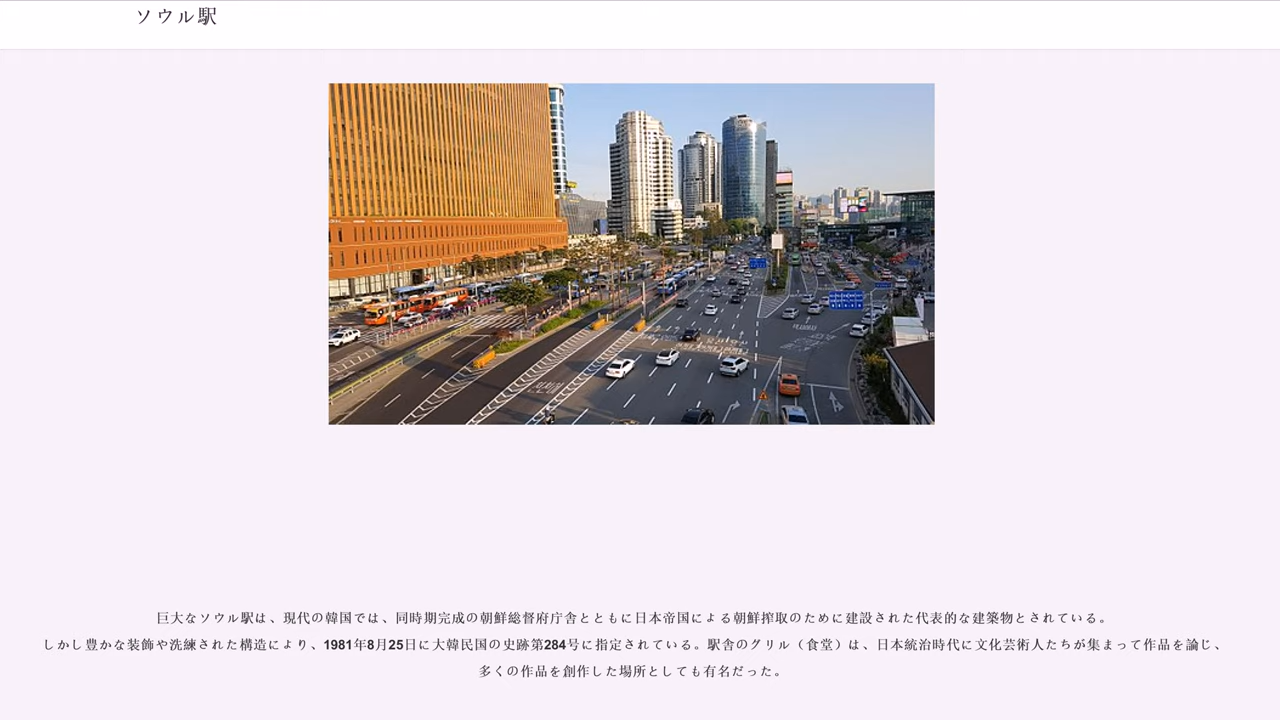 ソウル駅
巨大なソウル駅は、現代の韓国では、同時期完成の朝鮮総督府庁舎とともに日本帝国による朝鮮搾取のために建設された代表的な建築物とされている。
しかし豊かな装飾や洗練された構造により、1981年8月25日に大韓民国の史跡第284号に指定されている。駅舎のグリル（食堂）は、日本統治時代に文化芸術人たちが集まって作品を論じ、
多くの作品を創作した場所としても有名だった。